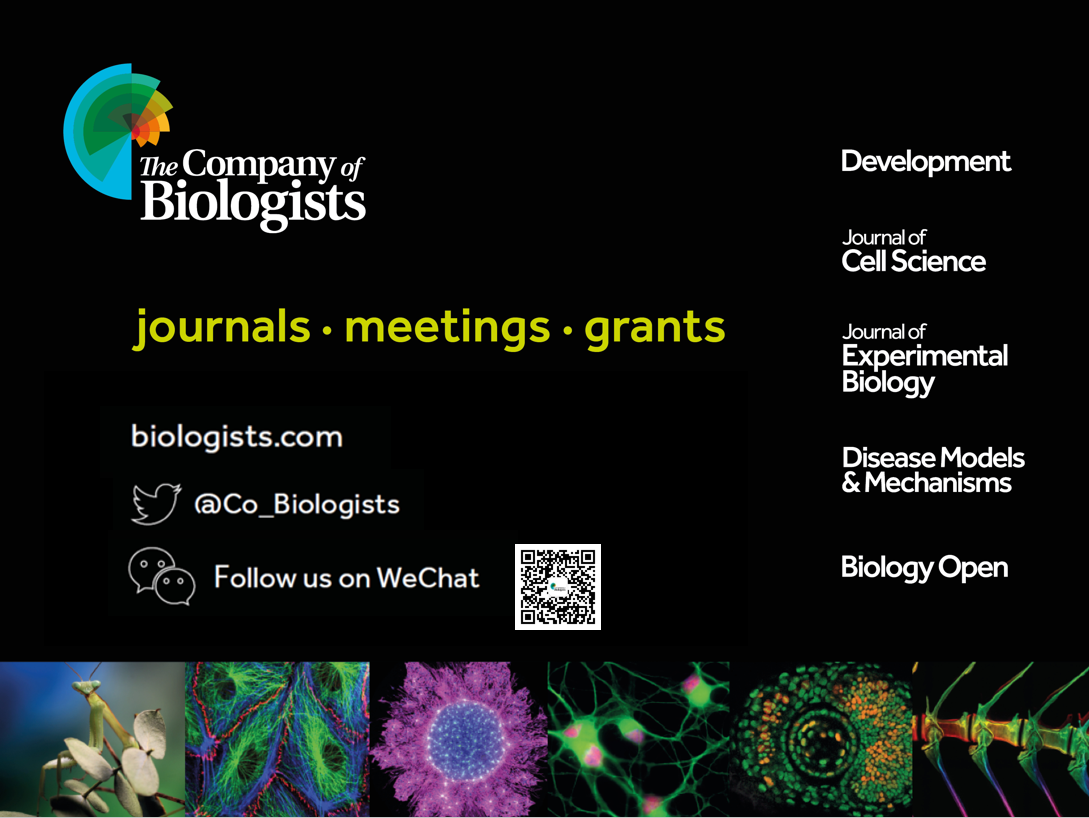 The Company of
Biologists
journals • meetings • grants
biologists.com
@Co_Biologists
Follow us on WeChat
Development
Journal of
Cell Science
Journal of
Experimental
Biology
Disease Models
& Mechanisms
Biology Open